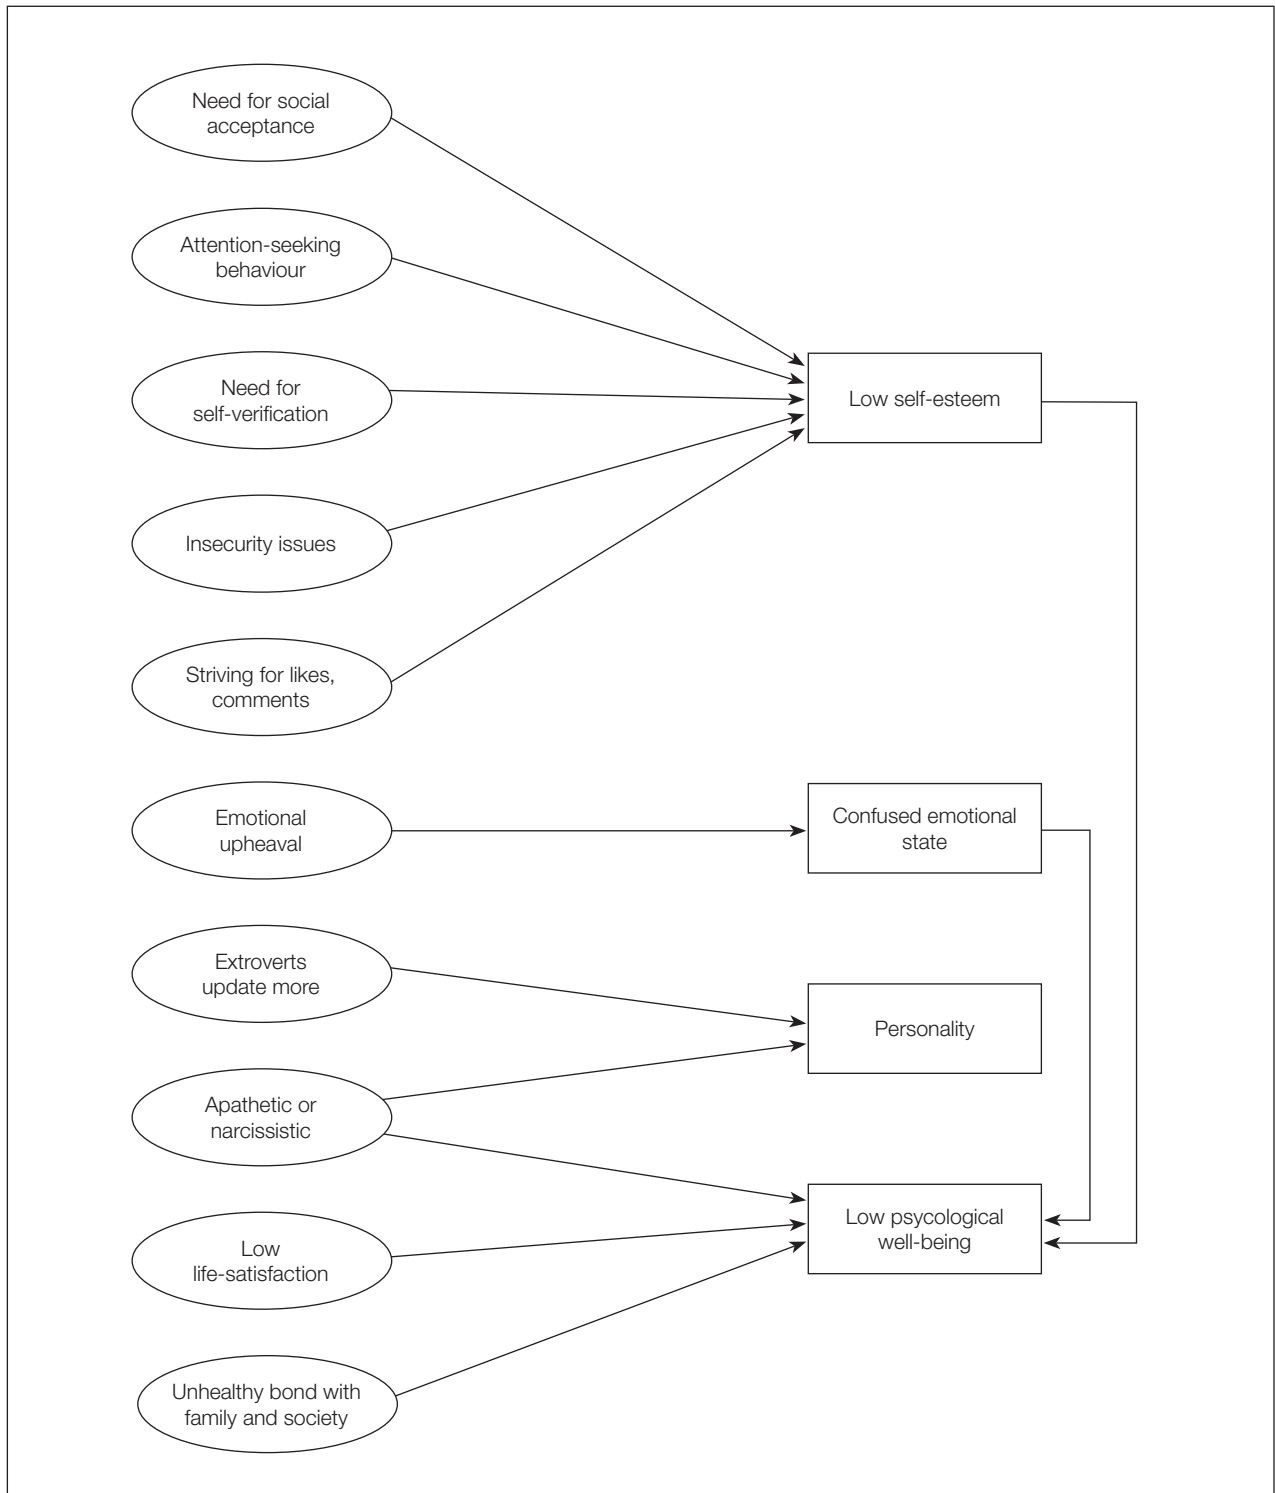 Need for social
acceptance
Attention-seeking
behaviour
Need for
self-verification
Low self-esteem
Insecurity issues
Striving for likes,
comments
Emotional
upheaval
Confused emotional
state
Extroverts
update more
Personality
Apathetic or
narcissistic
Low psycological
well-being
Low
life-satisfaction
Unhealthy bond with
family and society